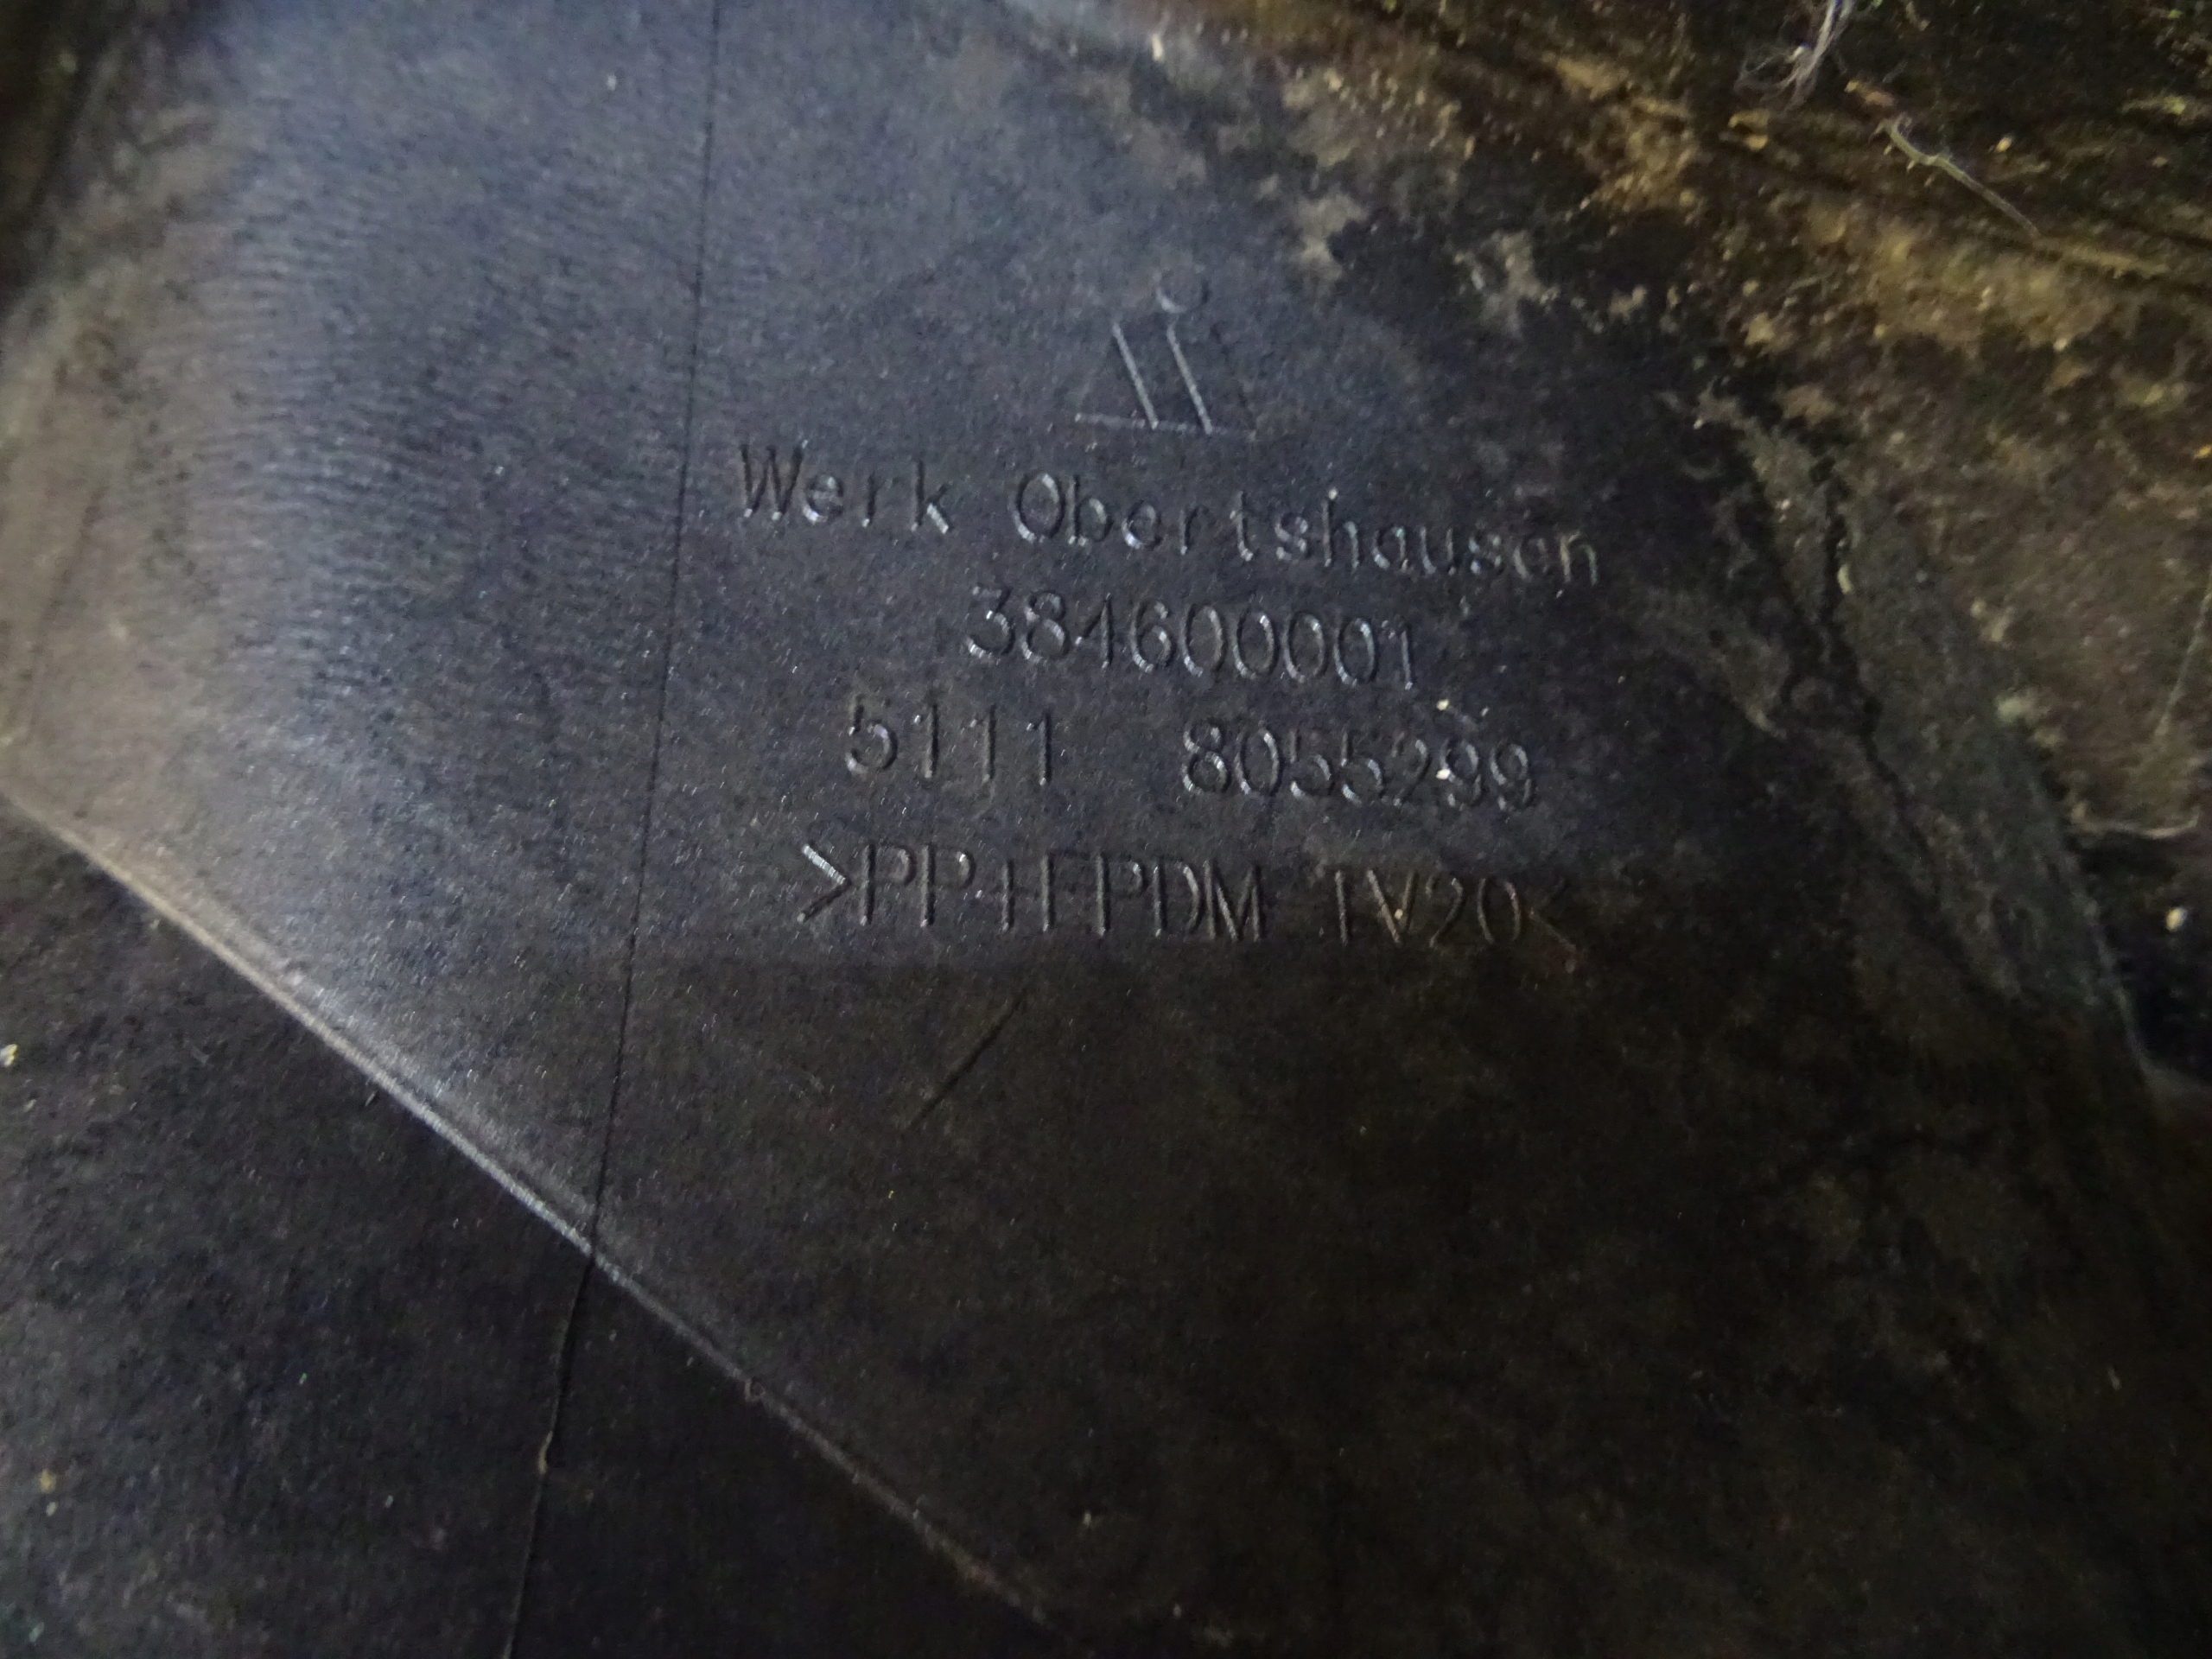 Werk Obertshausen
384600001
5111 8055299
>PP+EPDM TV20<